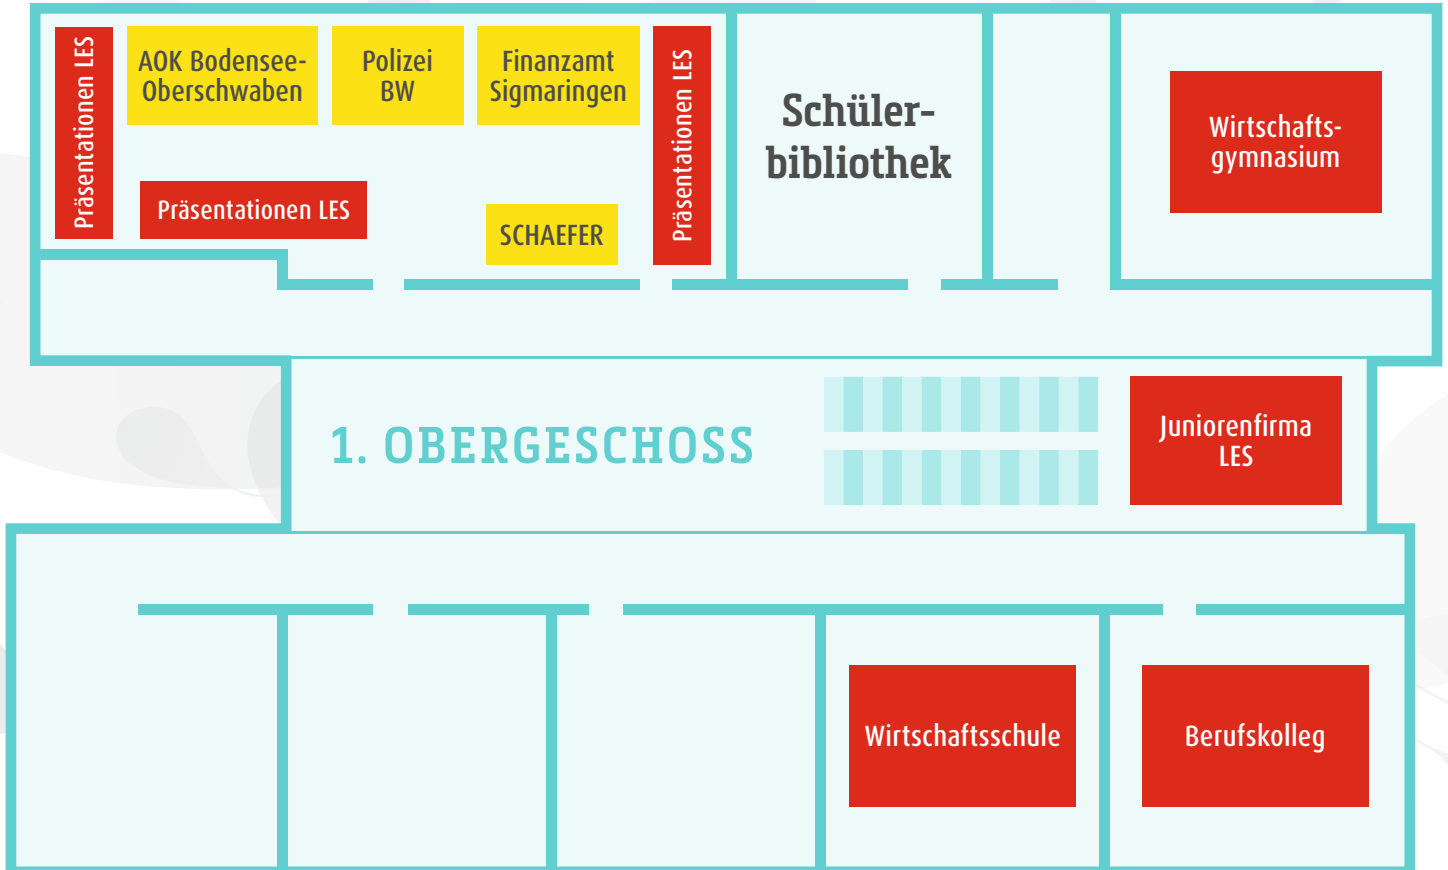 Präsentationen LES
AOK Bodensee-
Oberschwaben
Polizei
BW
Finanzamt
Sigmaringen
Präsentationen LES
Präsentationen LES
SCHAEFER
Schüler-
bibliothek
Wirtschafts-
gymnasium
1. OBERGESCHOSS
Juniorenfirma
LES
Wirtschaftsschule
Berufskolleg